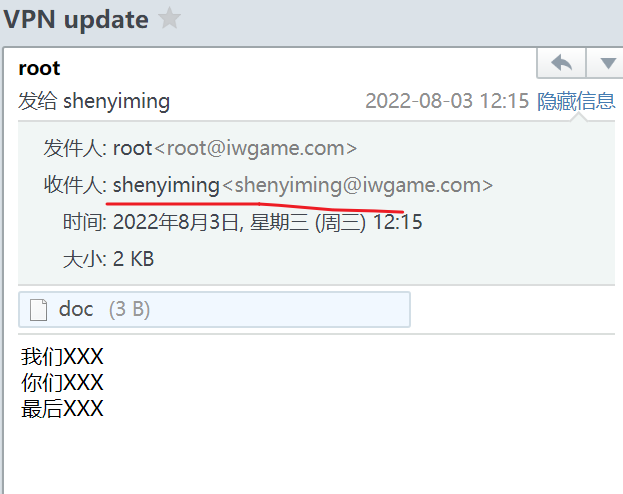 VPN update
root
发给 shenyiming 2022-08-03 12:15 隐藏信息
发件人: root<root@iwgame.com>
收件人: shenyiming<shenyiming@iwgame.com>
时间: 2022年8月3日, 星期三 (周三) 12:15
大小: 2 KB
doc (3 B)
我们XXX
你们XXX
最后XXX